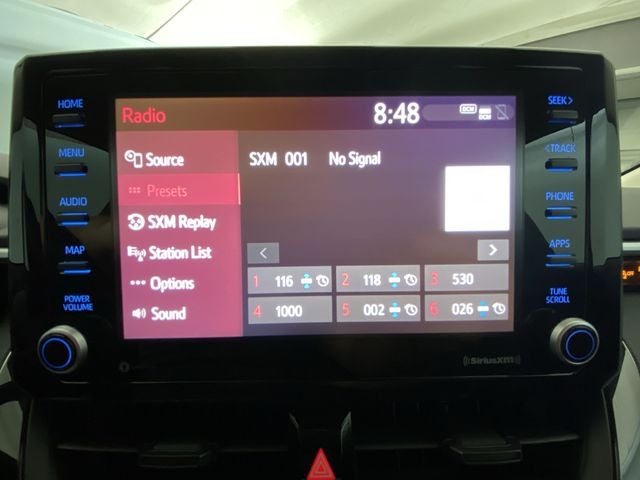 HOME
MENU
AUDIO
MAP
POWER
VOLUME
Radio
8:48
DCM
DCM
Source
Presets
SXM Replay
Station List
Options
Sound
SXM 001 No Signal
<
>
1 116
2 118
3 530
4 1000
5 002
6 026
SEEK>
<TRACK
PHONE
APPS
TUNE
SCROLL
((SiriusXM))